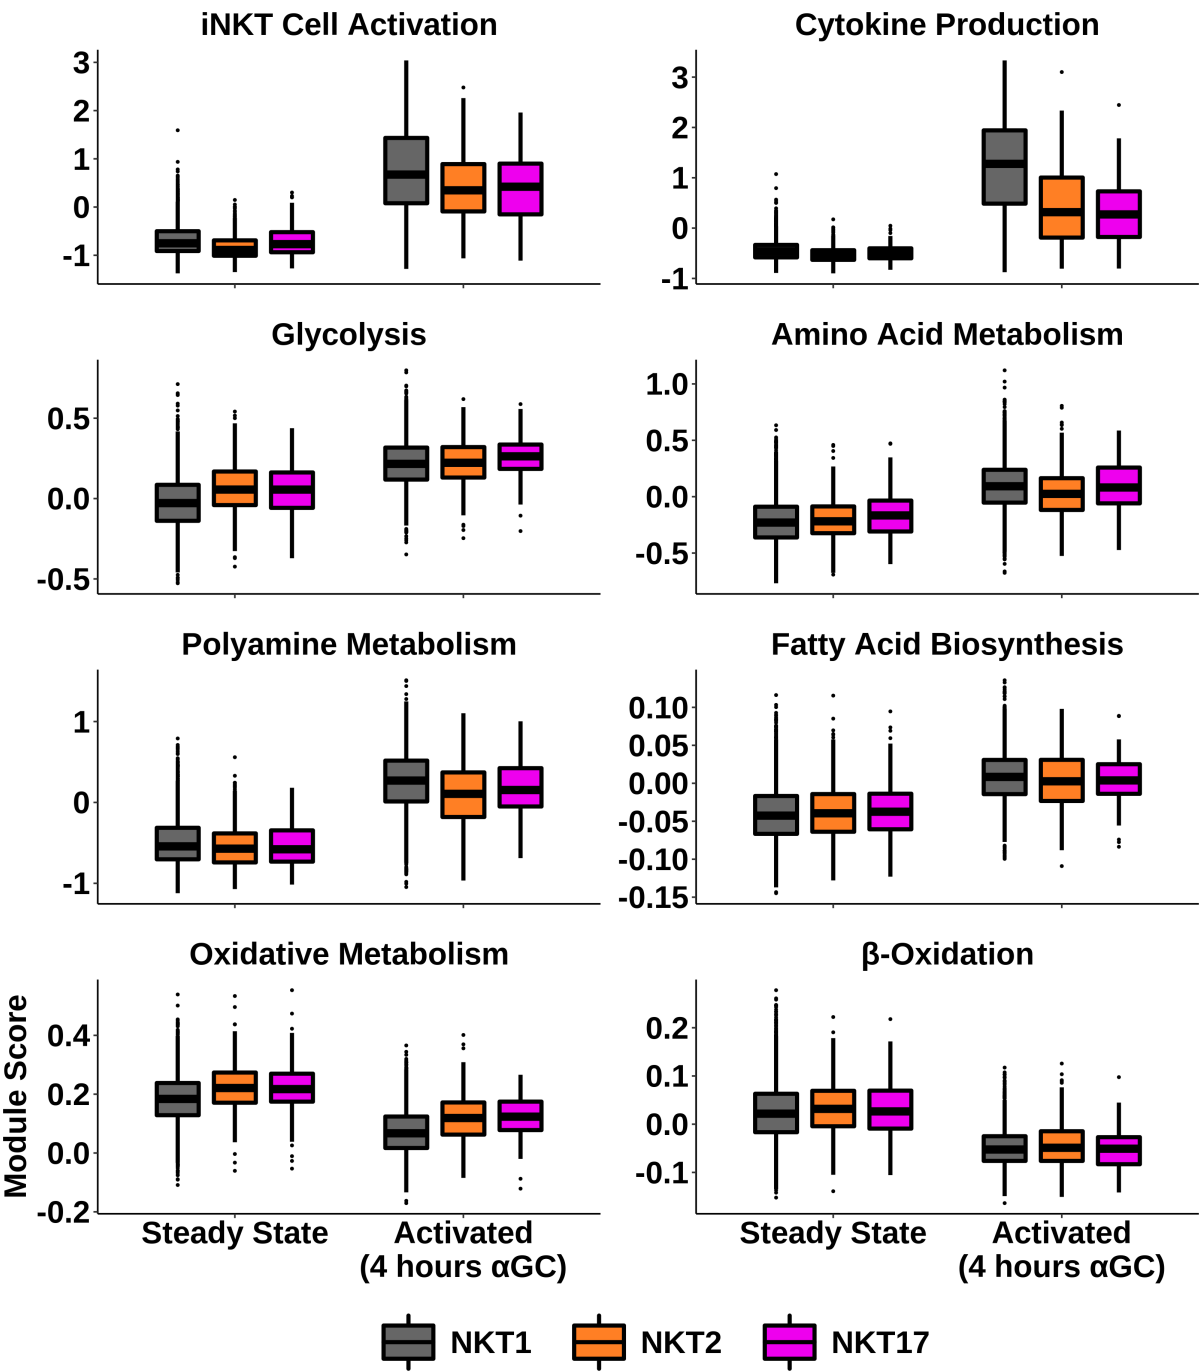 iNKT Cell Activation
3
2
1
0
-1
Cytokine Production
3
2
1
0
-1
Glycolysis
0.5
0.0
-0.5
Amino Acid Metabolism
1.0
0.5
0.0
-0.5
Polyamine Metabolism
1
0
-1
Fatty Acid Biosynthesis
0.10
0.05
0.00
-0.05
-0.10
-0.15
Oxidative Metabolism
Module Score
0.4
0.2
0.0
-0.2
Steady State
Activated
(4 hours αGC)
β-Oxidation
0.2
0.1
0.0
-0.1
Steady State
Activated
(4 hours αGC)
NKT1 NKT2 NKT17